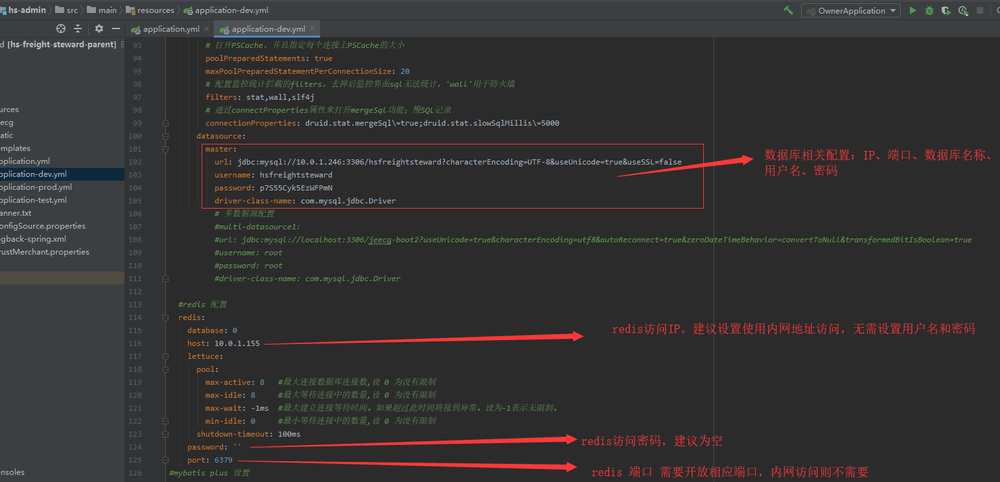 hs-admin src main resources application-dev.yml OwnerApplication
application.yml application-dev.yml
d [hs-freight-steward-parent]
urces
ecg
atic
emplates
pplication.yml
pplication-dev.yml
pplication-prod.yml
pplication-test.yml
anner.txt
onfigSource.properties
gback-spring.xml
rustMerchant.properties
onsoles
93 # 打开PSCache，并且指定每个连接上PSCache的大小
94 poolPreparedStatements: true
95 maxPoolPreparedStatementPerConnectionSize: 20
96 # 配置监控统计拦截的filters，去掉后监控界面sql无法统计，'wall'用于防火墙
97 filters: stat,wall,slf4j
98 # 通过connectProperties属性来打开mergeSql功能；慢SQL记录
99 connectionProperties: druid.stat.mergeSql\=true;druid.stat.slowSqlMillis\=5000
100 datasource:
101 master:
102 url: jdbc:mysql://10.0.1.246:3306/hsfreightsteward?characterEncoding=UTF-8&useUnicode=true&useSSL=false
103 username: hsfreightsteward
104 password: p7S55Cyk5EzWFPmN
105 driver-class-name: com.mysql.jdbc.Driver
数据库相关配置：IP、端口、数据库名称、
用户名、密码
106 # 多数据源配置
107 #multi-datasource1:
108 #url: jdbc:mysql://localhost:3306/jeecg-boot2?useUnicode=true&characterEncoding=utf8&autoReconnect=true&zeroDateTimeBehavior=convertToNull&transformedBitIsBoolean=true
109 #username: root
110 #password: root
111 #driver-class-name: com.mysql.jdbc.Driver
112
113 #redis 配置
114 redis:
115 database: 0
116 host: 10.0.1.155
redis访问IP。建议设置使用内网地址访问，无需设置用户名和密码
117 lettuce:
118 pool:
119 max-active: 8 #最大连接数据库连接数,设 0 为没有限制
120 max-idle: 8 #最大等待连接中的数量,设 0 为没有限制
121 max-wait: -1ms #最大建立连接等待时间。如果超过此时间将接到异常。设为-1表示无限制。
122 min-idle: 0 #最小等待连接中的数量,设 0 为没有限制
123 shutdown-timeout: 100ms
124 password: ''
redis访问密码，建议为空
125 port: 6379
redis 端口 需要开放相应端口，内网访问则不需要
126 #mybatis plus 设置